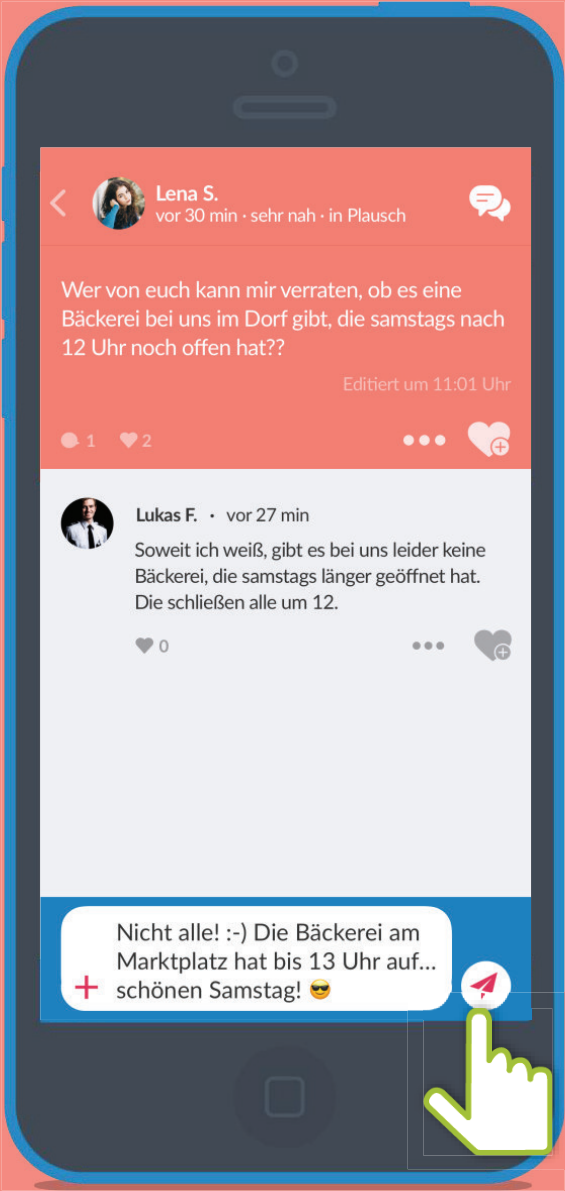 Lena S.
vor 30 min · sehr nah · in Plausch
Wer von euch kann mir verraten, ob es eine
Bäckerei bei uns im Dorf gibt, die samstags nach
12 Uhr noch offen hat??
Editiert um 11:01 Uhr
1 2
Lukas F. · vor 27 min
Soweit ich weiß, gibt es bei uns leider keine
Bäckerei, die samstags länger geöffnet hat.
Die schließen alle um 12.
0
Nicht alle! :-) Die Bäckerei am
Marktplatz hat bis 13 Uhr auf...
schönen Samstag! 😎